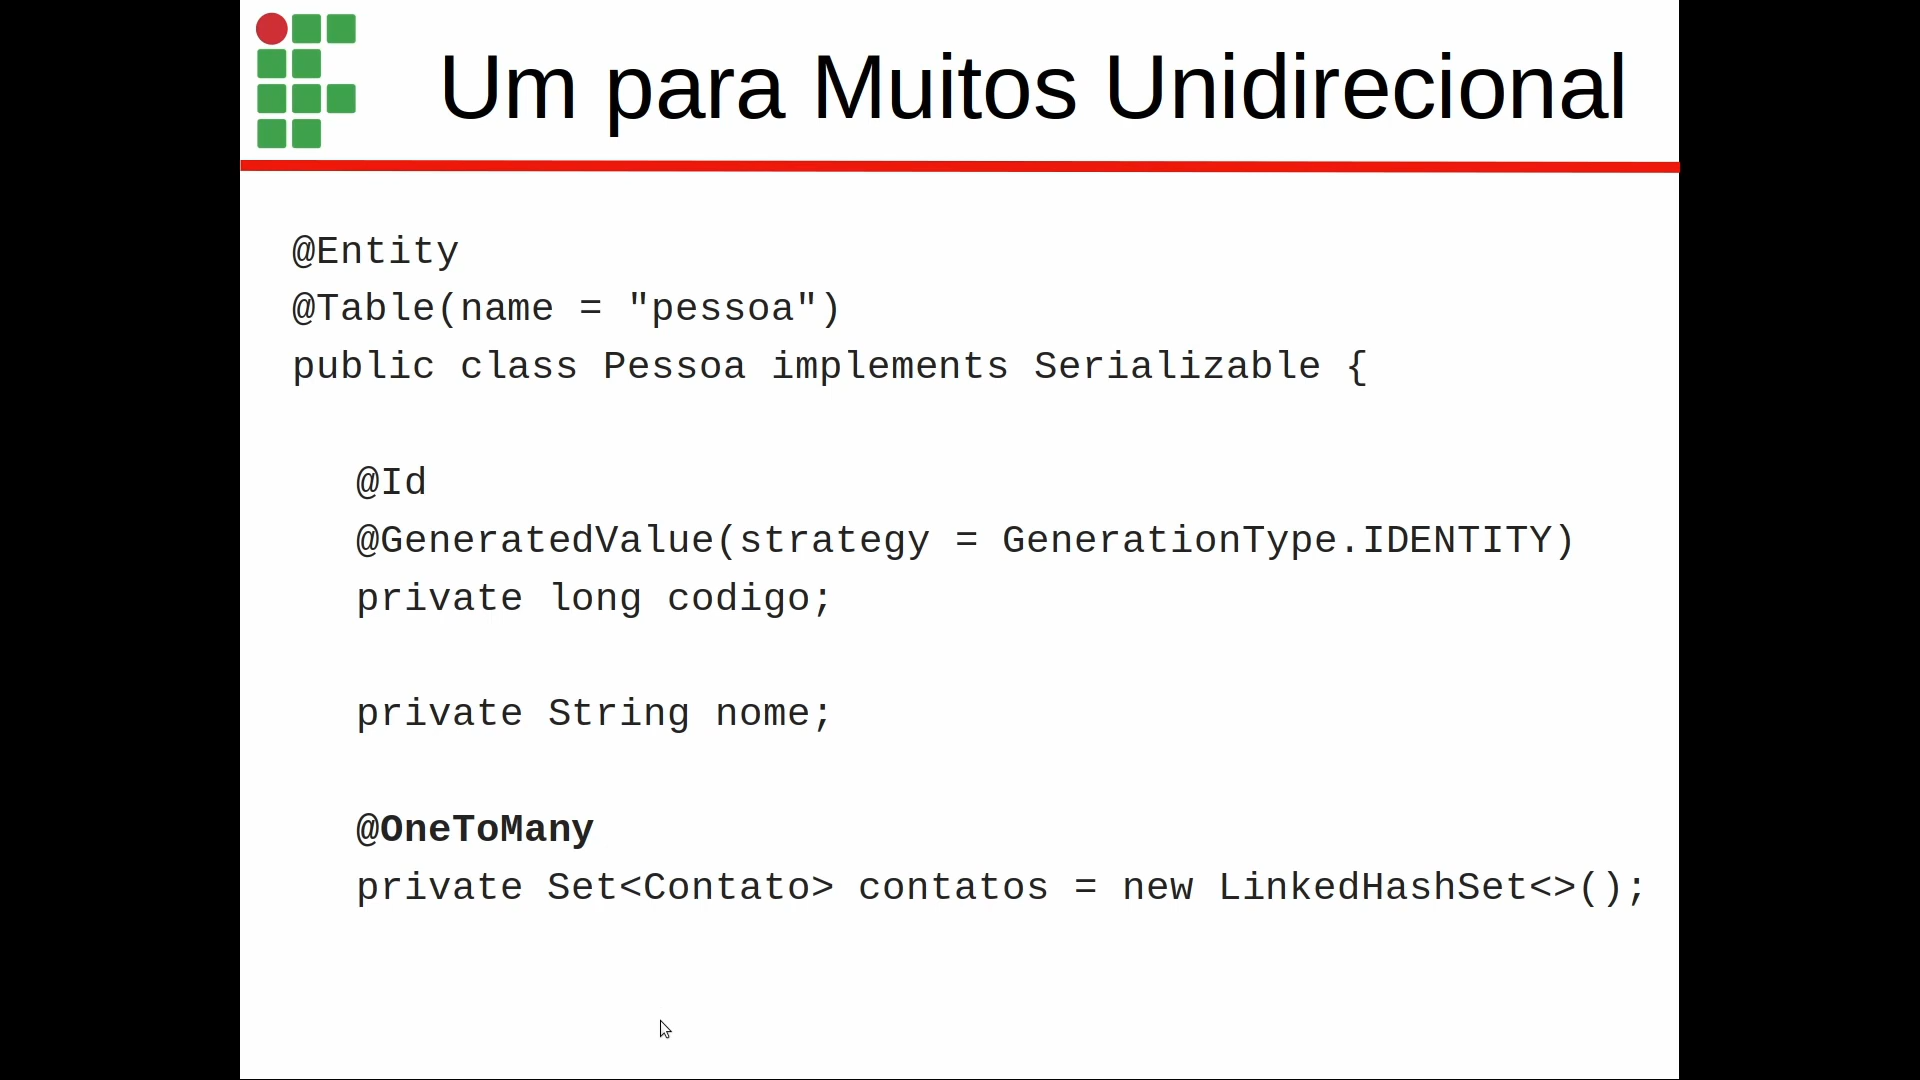 Um para Muitos Unidirecional
@Entity
@Table(name = "pessoa")
public class Pessoa implements Serializable {
@Id
@GeneratedValue(strategy = GenerationType.IDENTITY)
private long codigo;
private String nome;
@OneToMany
private Set<Contato> contatos = new LinkedHashSet<>();